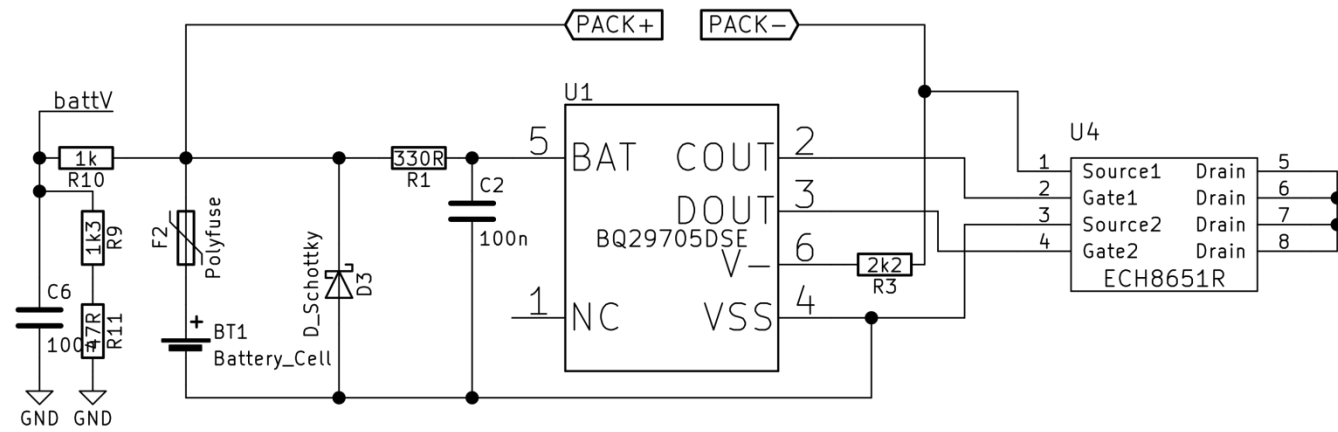 PACK+ PACK-
battV
U1
U4
1k
R10
330R
R1
5 BAT COUT 2
C2
100n
DOUT 3
BQ29705DSE
V- 6
2k2
R3
1 NC VSS 4
1 Source1 Drain 5
2 Gate1 Drain 6
3 Source2 Drain 7
4 Gate2 Drain 8
ECH8651R
1k3
R9
F2
Polyfuse
D_Schottky
D3
C6
100n
47R
R11
+
BT1
Battery_Cell
GND GND